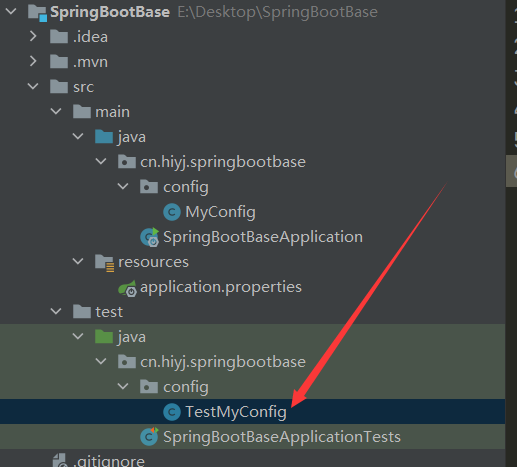 SpringBootBase E:\Desktop\SpringBootBase
.idea
.mvn
src
main
java
cn.hiyj.springbootbase
config
MyConfig
SpringBootBaseApplication
resources
application.properties
test
java
cn.hiyj.springbootbase
config
TestMyConfig
SpringBootBaseApplicationTests
.gitignore